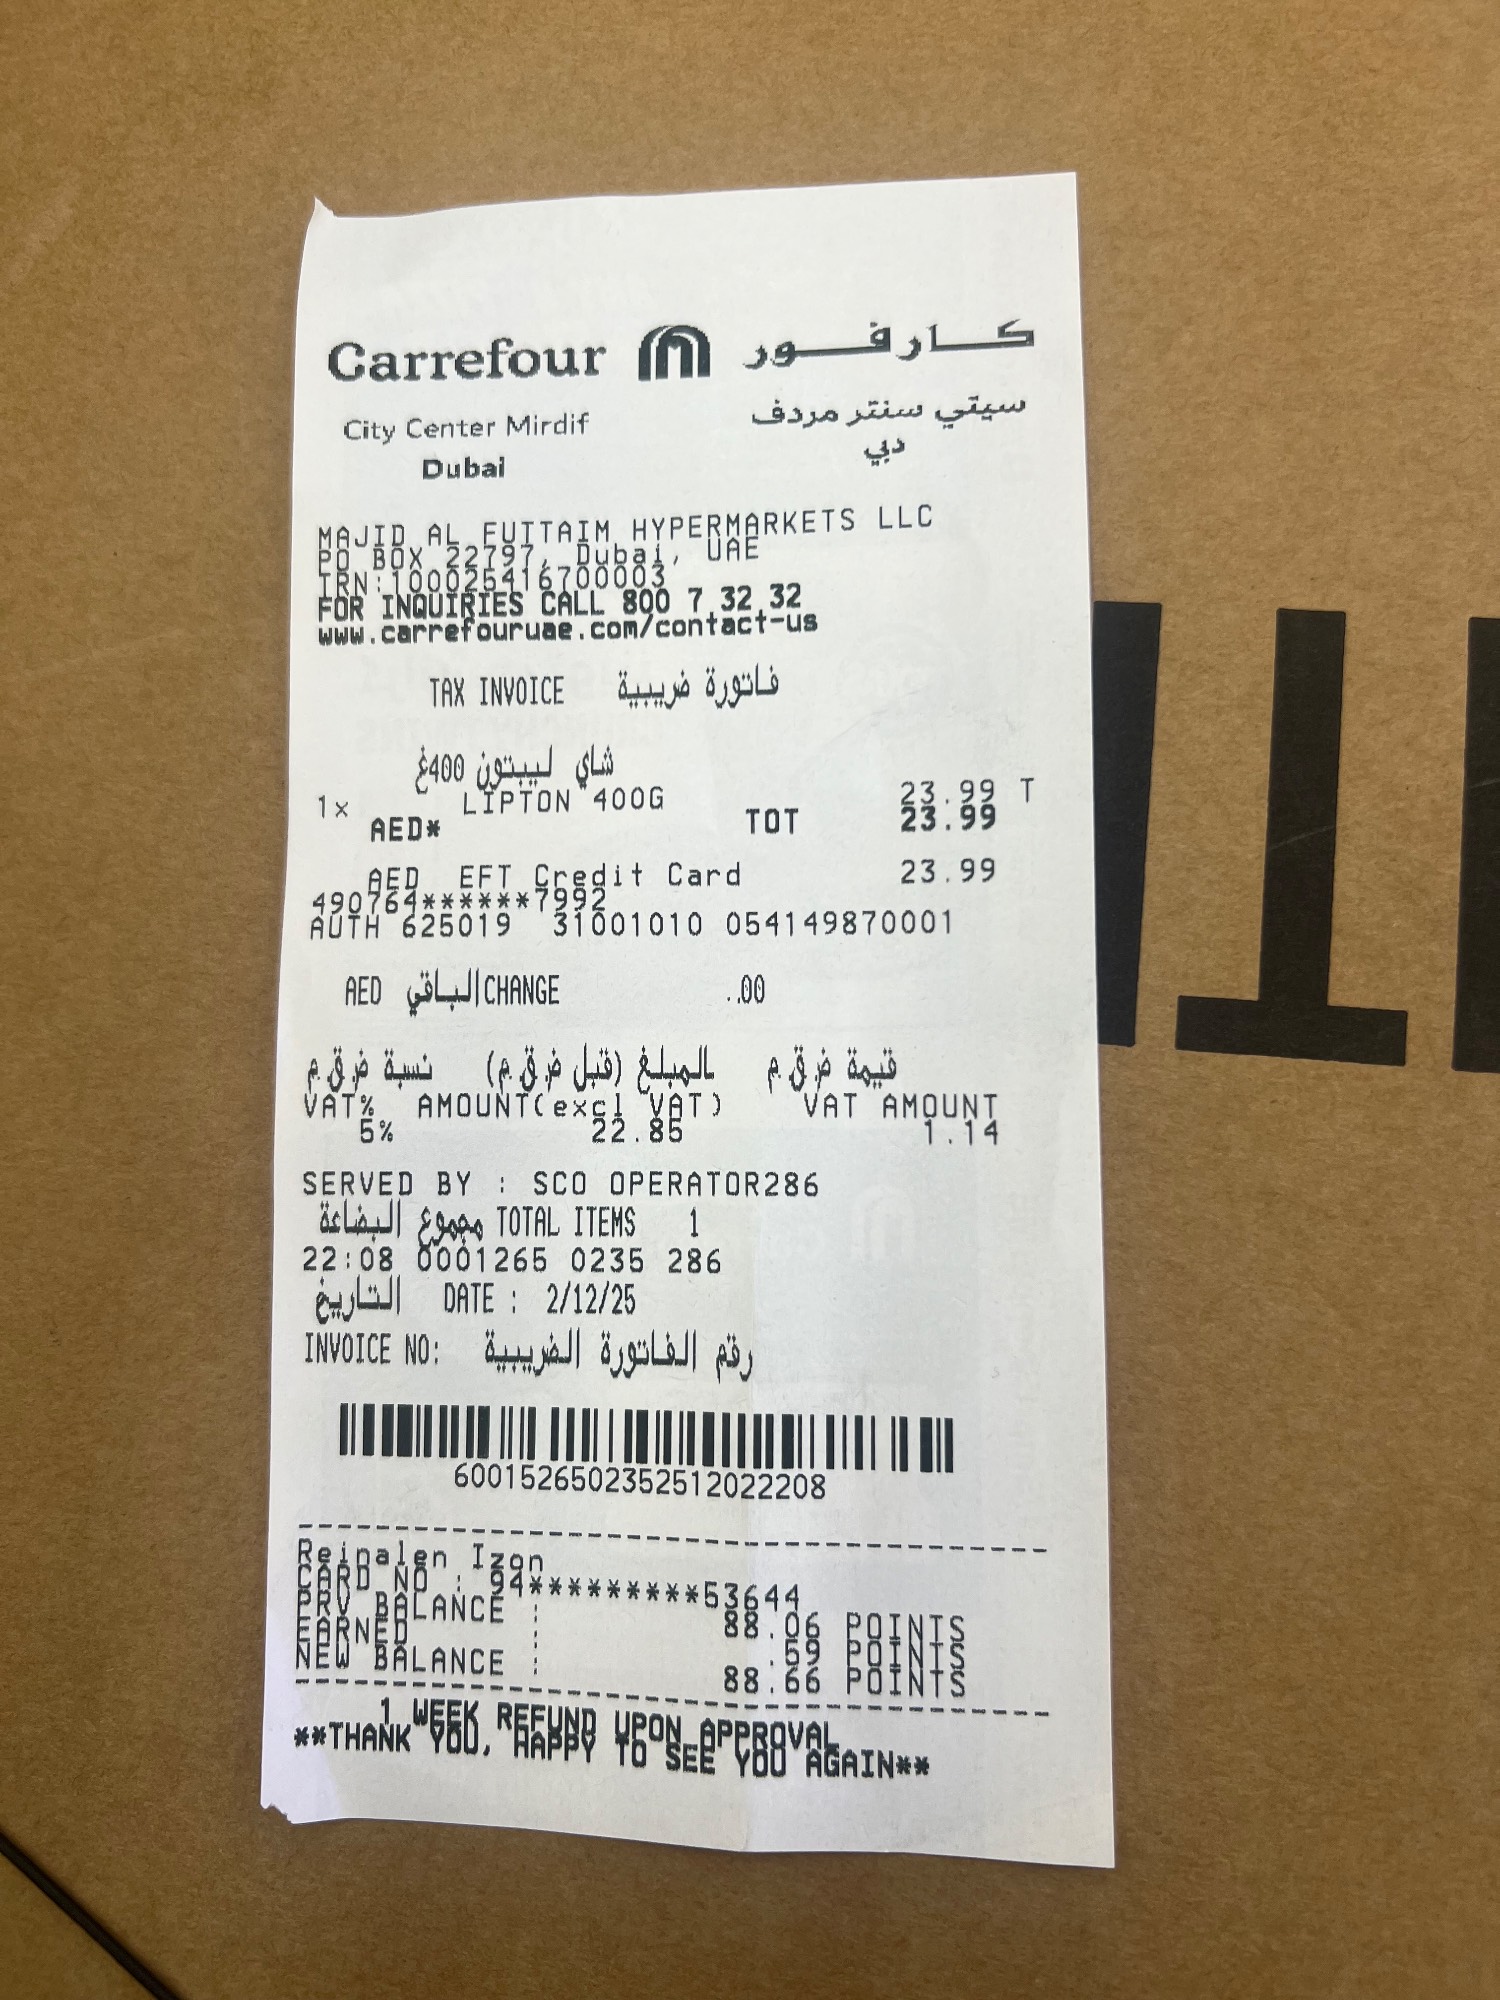 Carrefour كارفور
City Center Mirdif سيتي سنتر مردف
Dubai دبي
MAJID AL FUTTAIM HYPERMARKETS LLC
PO BOX 22797, Dubai, UAE
TRN:100025416700003
FOR INQUIRIES CALL 800 7 32 32
www.carrefouruae.com/contact-us
TAX INVOICE فاتورة ضريبية
شاي ليبتون 400غ
1x LIPTON 400G 23.99 T
AED* TOT 23.99
AED EFT Credit Card 23.99
490764******7992
AUTH 625019 31001010 054149870001
AED الباقي CHANGE ..00
نسبة ض.ق.م المبلغ (قبل ض.ق.م) قيمة ض.ق.م
VAT% AMOUNT(excl VAT) VAT AMOUNT
5% 22.85 1.14
SERVED BY : SCO OPERATOR286
مجموع البضاعة TOTAL ITEMS 1
22:08 0001265 0235 286
التاريخ DATE : 2/12/25
INVOICE NO: رقم الفاتورة الضريبية
6001526502352512022208
Reinalen Izon
CARD NO : 94*********53644
PRV BALANCE : 88.06 POINTS
EARNED : .59 POINTS
NEW BALANCE : 88.66 POINTS
1 WEEK REFUND UPON APPROVAL
**THANK YOU, HAPPY TO SEE YOU AGAIN**